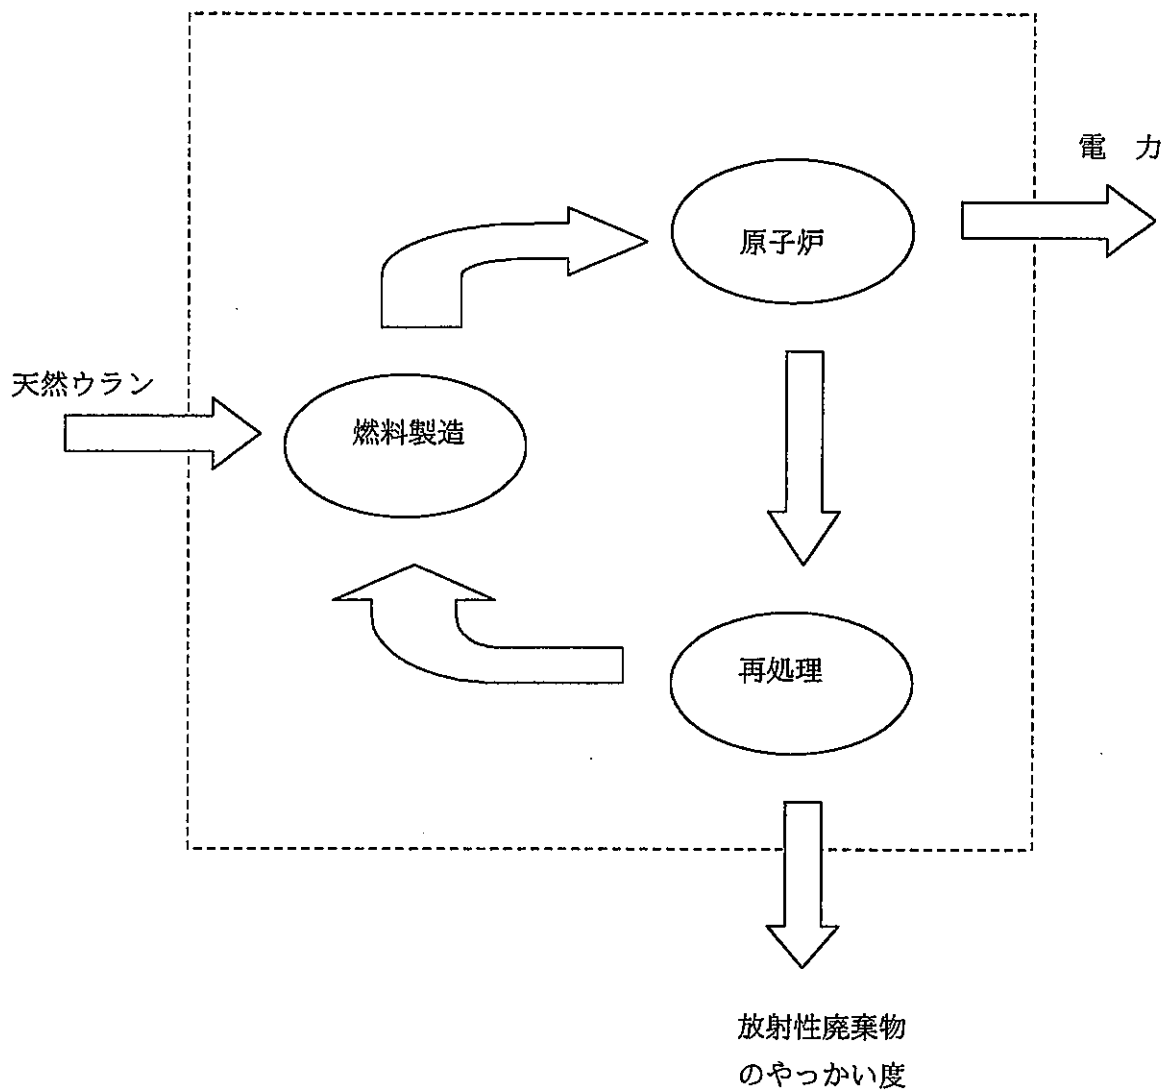 電　力
原子炉
天然ウラン
燃料製造
再処理
放射性廃棄物
のやっかい度